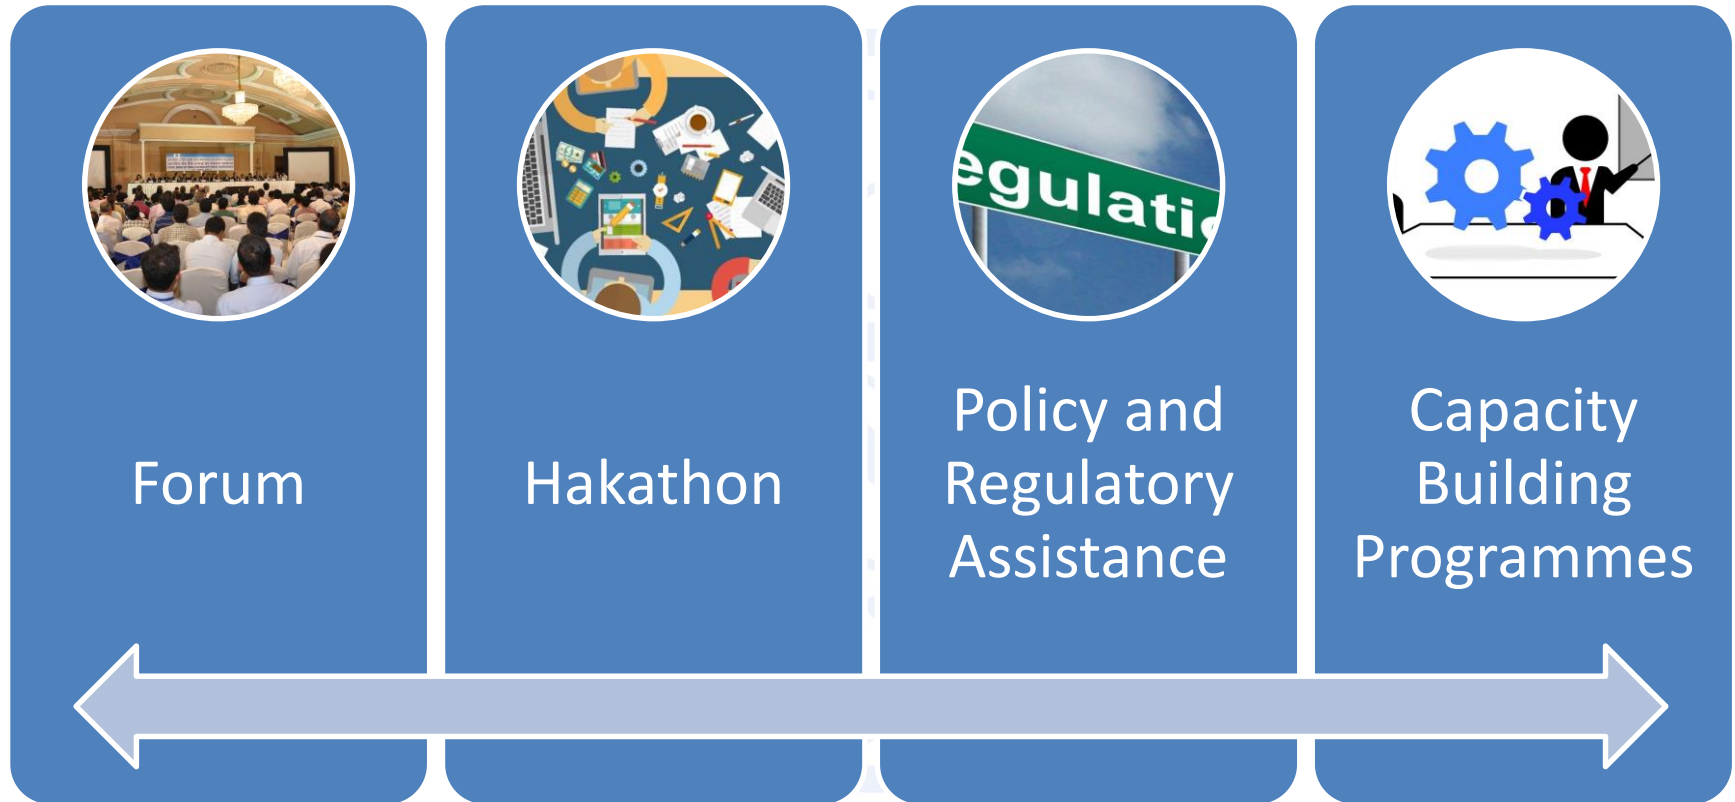 Forum
Hakathon
egulati
Policy and
Regulatory
Assistance
Capacity
Building
Programmes